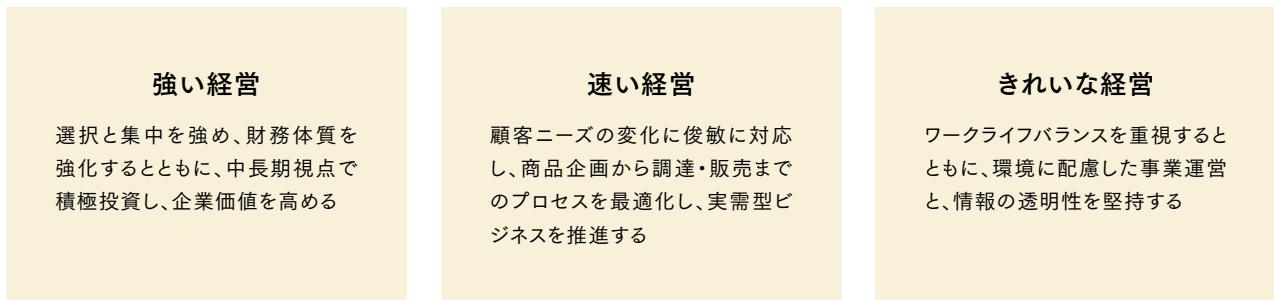 強い経営
選択と集中を強め、財務体質を
強化するとともに、中長期視点で
積極投資し、企業価値を高める
速い経営
顧客ニーズの変化に俊敏に対応
し、商品企画から調達・販売まで
のプロセスを最適化し、実需型ビ
ジネスを推進する
きれいな経営
ワークライフバランスを重視すると
ともに、環境に配慮した事業運営
と、情報の透明性を堅持する